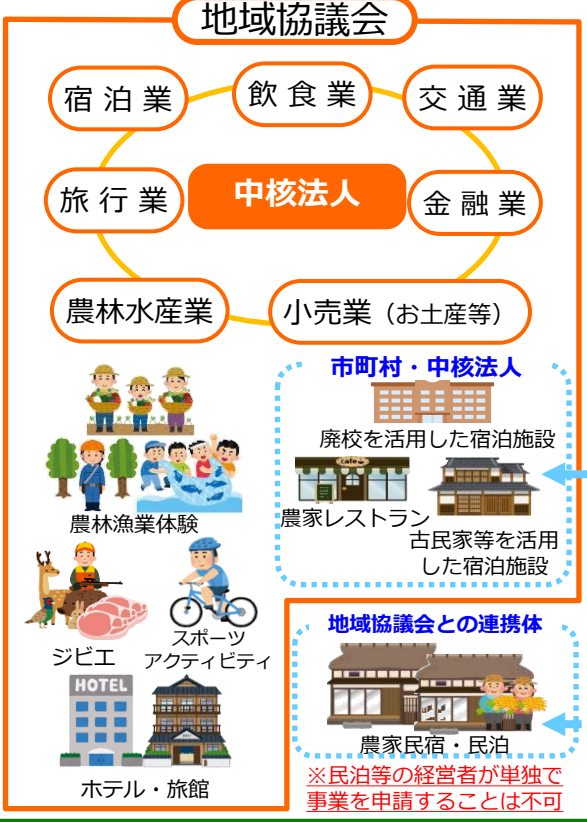 地域協議会
宿泊業
飲食業
交通業
旅行業
中核法人
金融業
農林水産業
小売業（お土産等）
農林漁業体験
ジビエ
スポーツ
アクティビティ
HOTEL
ホテル・旅館
市町村・中核法人
廃校を活用した宿泊施設
cafe
農家レストラン
古民家等を活用
した宿泊施設
地域協議会との連携体
農家民宿・民泊
※民泊等の経営者が単独で
事業を申請することは不可